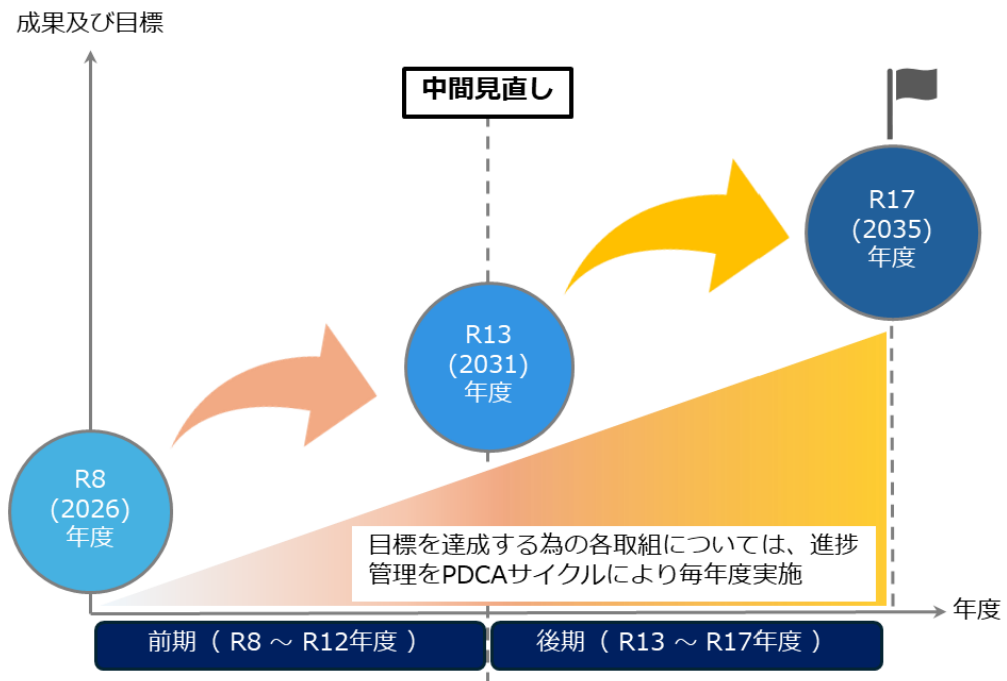 成果及び目標
中間見直し
R17
(2035)
年度
R13
(2031)
年度
R8
(2026)
年度
目標を達成する為の各取組については、進捗
管理をPDCAサイクルにより毎年度実施
年度
前期（ R8 ～ R12年度 ）
後期（ R13 ～ R17年度 ）